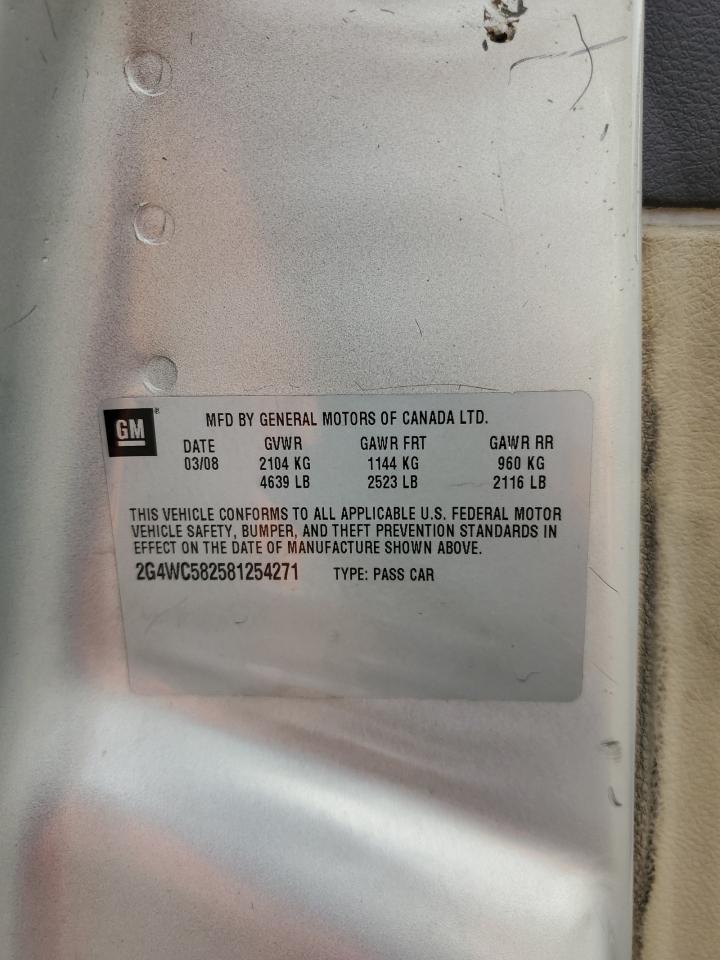 GM®
MFD BY GENERAL MOTORS OF CANADA LTD.
DATE GVWR GAWR FRT GAWR RR
03/08 2104 KG 1144 KG 960 KG
4639 LB 2523 LB 2116 LB
THIS VEHICLE CONFORMS TO ALL APPLICABLE U.S. FEDERAL MOTOR
VEHICLE SAFETY, BUMPER, AND THEFT PREVENTION STANDARDS IN
EFFECT ON THE DATE OF MANUFACTURE SHOWN ABOVE.
2G4WC582581254271 TYPE: PASS CAR